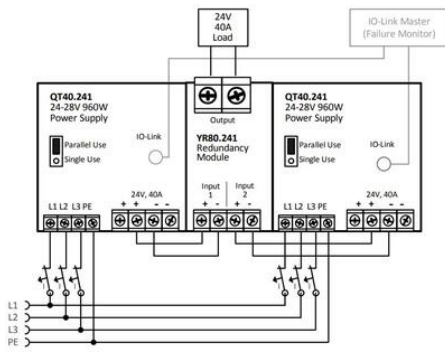 24V
40A
Load
IO-Link Master
(Failure Monitor)
QT40.241
24-28V 960W
Power Supply
IO-Link
Parallel Use
Single Use
24V, 40A
+ + - -
L1 L2 L3 PE
Output
YR80.241
Redundancy
Module
Input
1
Input
2
+ - + -
QT40.241
24-28V 960W
Power Supply
IO-Link
Parallel Use
Single Use
24V, 40A
+ + - -
L1 L2 L3 PE
L1
L2
L3
PE